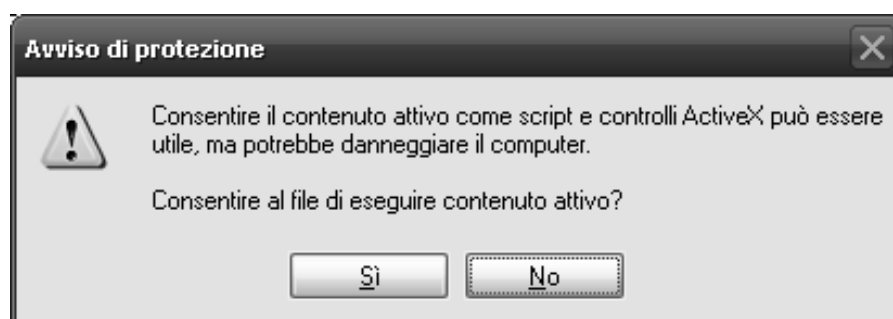 Avviso di protezione
Consentire il contenuto attivo come script e controlli ActiveX può essere
utile, ma potrebbe danneggiare il computer.
Consentire al file di eseguire contenuto attivo?
Sì
No